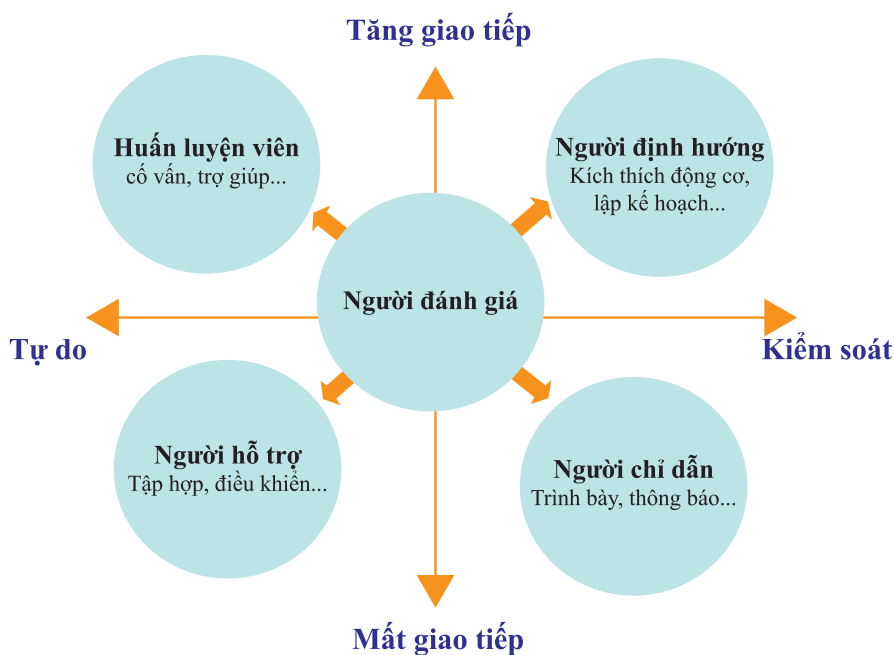 Tăng giao tiếp
Huấn luyện viên
cố vấn, trợ giúp...
Người định hướng
Kích thích động cơ,
lập kế hoạch...
Người đánh giá
Tự do
Kiểm soát
Người hỗ trợ
Tập hợp, điều khiển...
Người chỉ dẫn
Trình bày, thông báo...
Mất giao tiếp